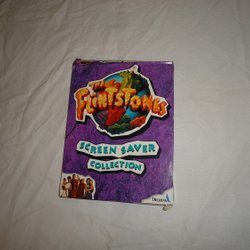 THE
FLINTSTONES
SCREEN SAVER
COLLECTION